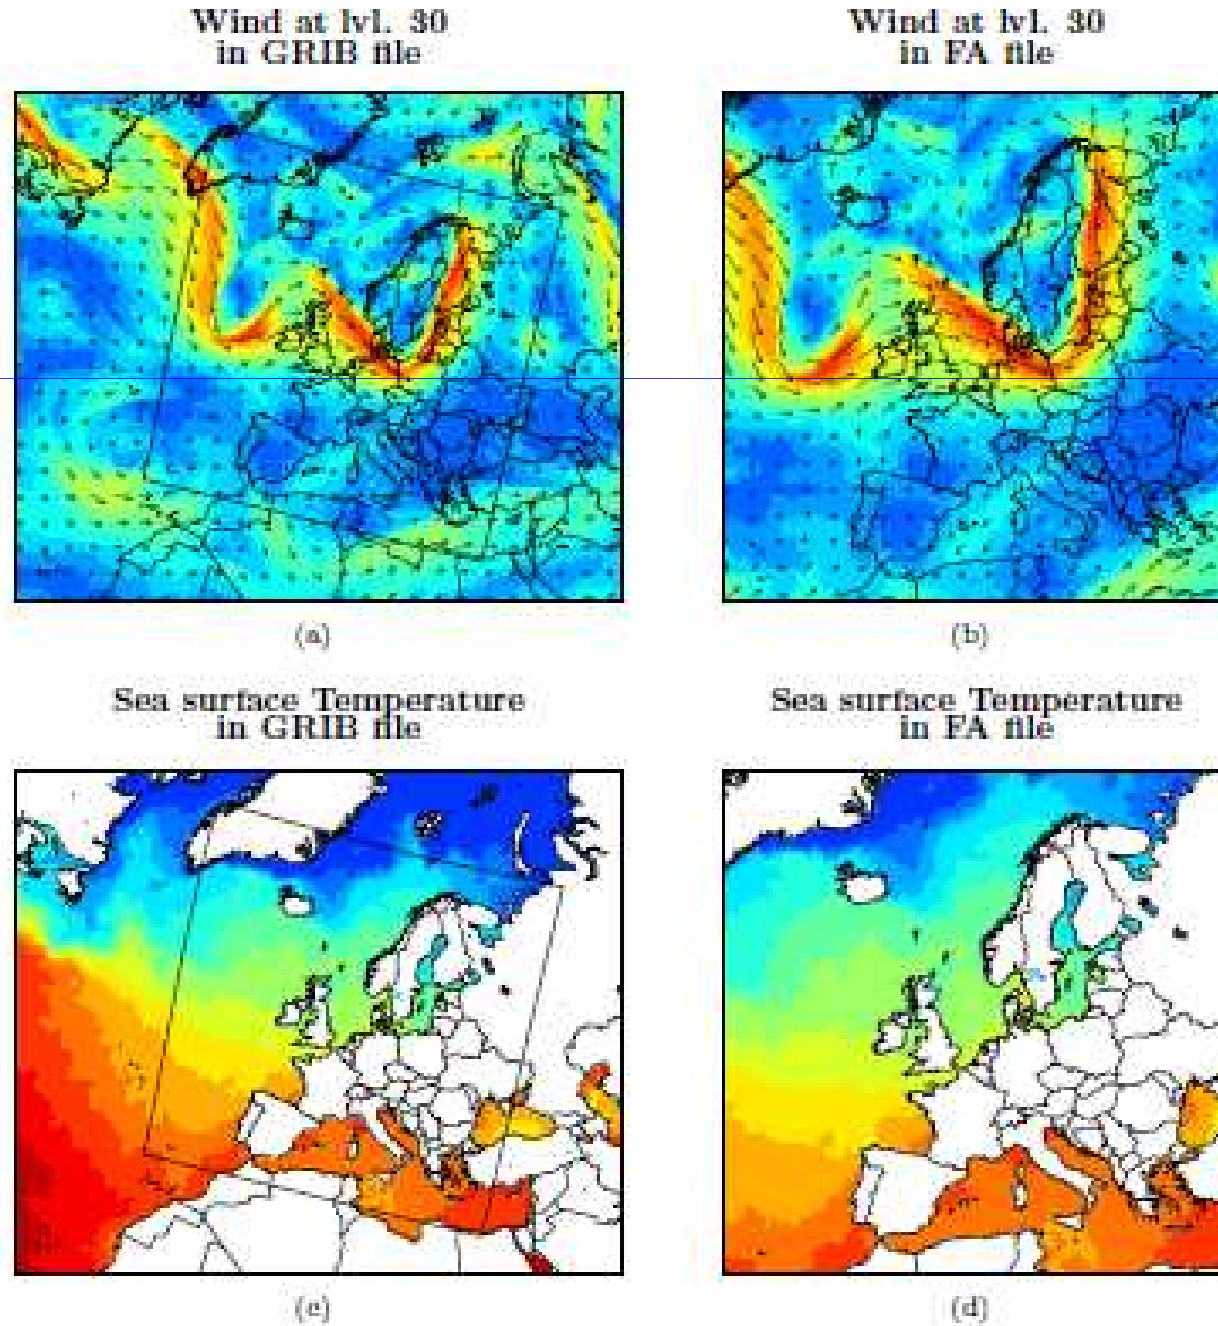 Wind at lvl. 30
in GRIB file
Wind at lvl. 30
in FA file
(a)
(b)
Sea surface Temperature
in GRIB file
Sea surface Temperature
in FA file
(c)
(d)